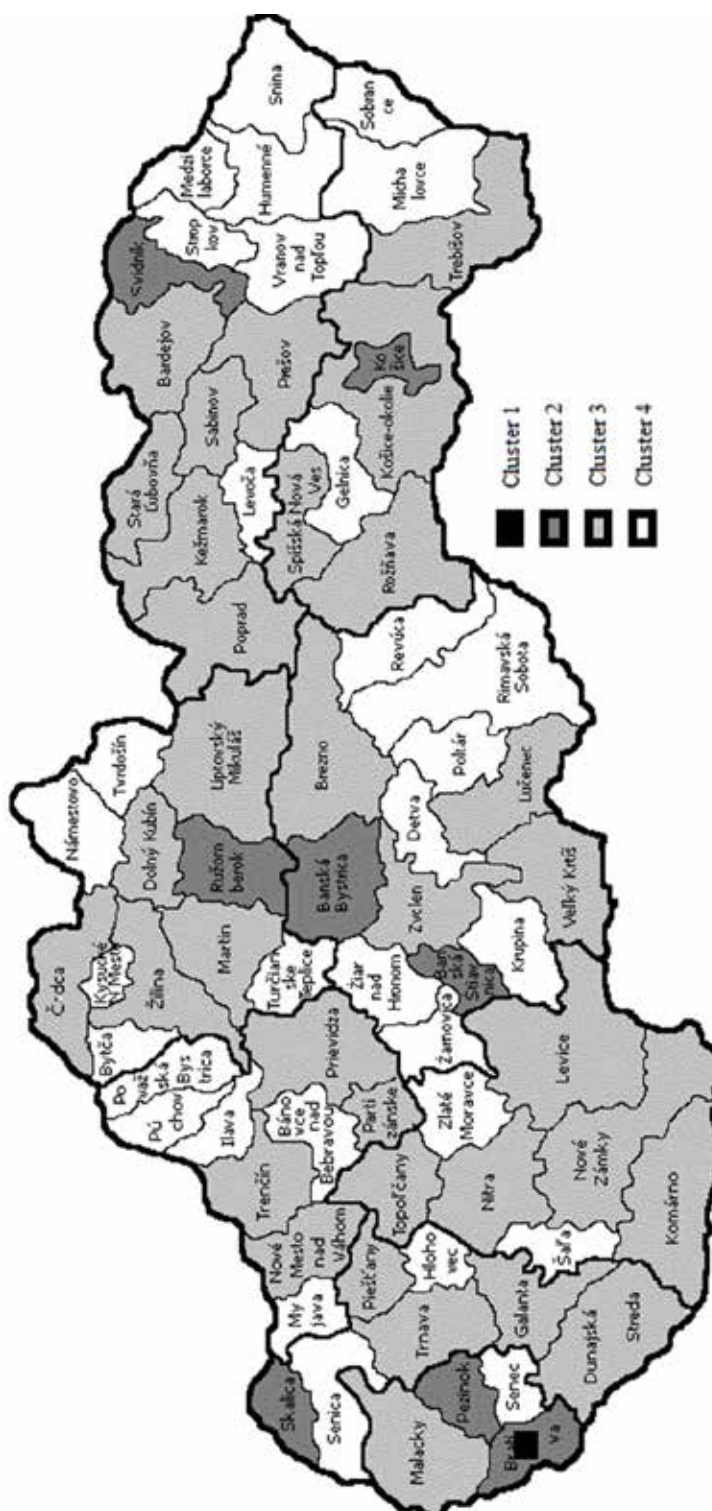 Skalica
Senica
Malacky
Pezinok
Senec
Brati
va
My
java
Nové
Mesto
nad
Váhom
Piešťany
Trnava
Hloho
vec
Galanta
Dunajská
Streda
Trenčín
Topoľčany
Nitra
Šaľa
Nové
Zámky
Komárno
Ilava
Pú
chov
Po
važ
ská
Bys
trica
Bytča
Báno
vce
nad
Bebravou
Parti
zánske
Prievidza
Zlaté
Moravce
Levice
Čadca
Kysucké
N Mesto
Žilina
Martin
Turčian
ske
Teplice
Žiar
nad
Hronom
Žarnovica
Ban
ská
Štiav
nica
Krupina
Zvolen
Veľký Krtíš
Námestovo
Tvrdošín
Dolný Kubín
Ružom
berok
Liptovský
Mikuláš
Banská
Bystrica
Brezno
Detva
Poltár
Lučenec
Revúca
Rimavská
Sobota
Poprad
Kežmarok
Stará
Ľubovňa
Levoča
Spišská Nová
Ves
Gelnica
Rožňava
Sabinov
Bardejov
Prešov
Košice-okolie
Ko
šice
Svidník
Strop
kov
Medzi
laborce
Vranov
nad
Topľou
Humenné
Snina
Sobran
ce
Micha
lovce
Trebišov
Cluster 1
Cluster 2
Cluster 3
Cluster 4